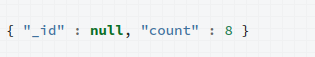 { "_id" : null, "count" : 8 }